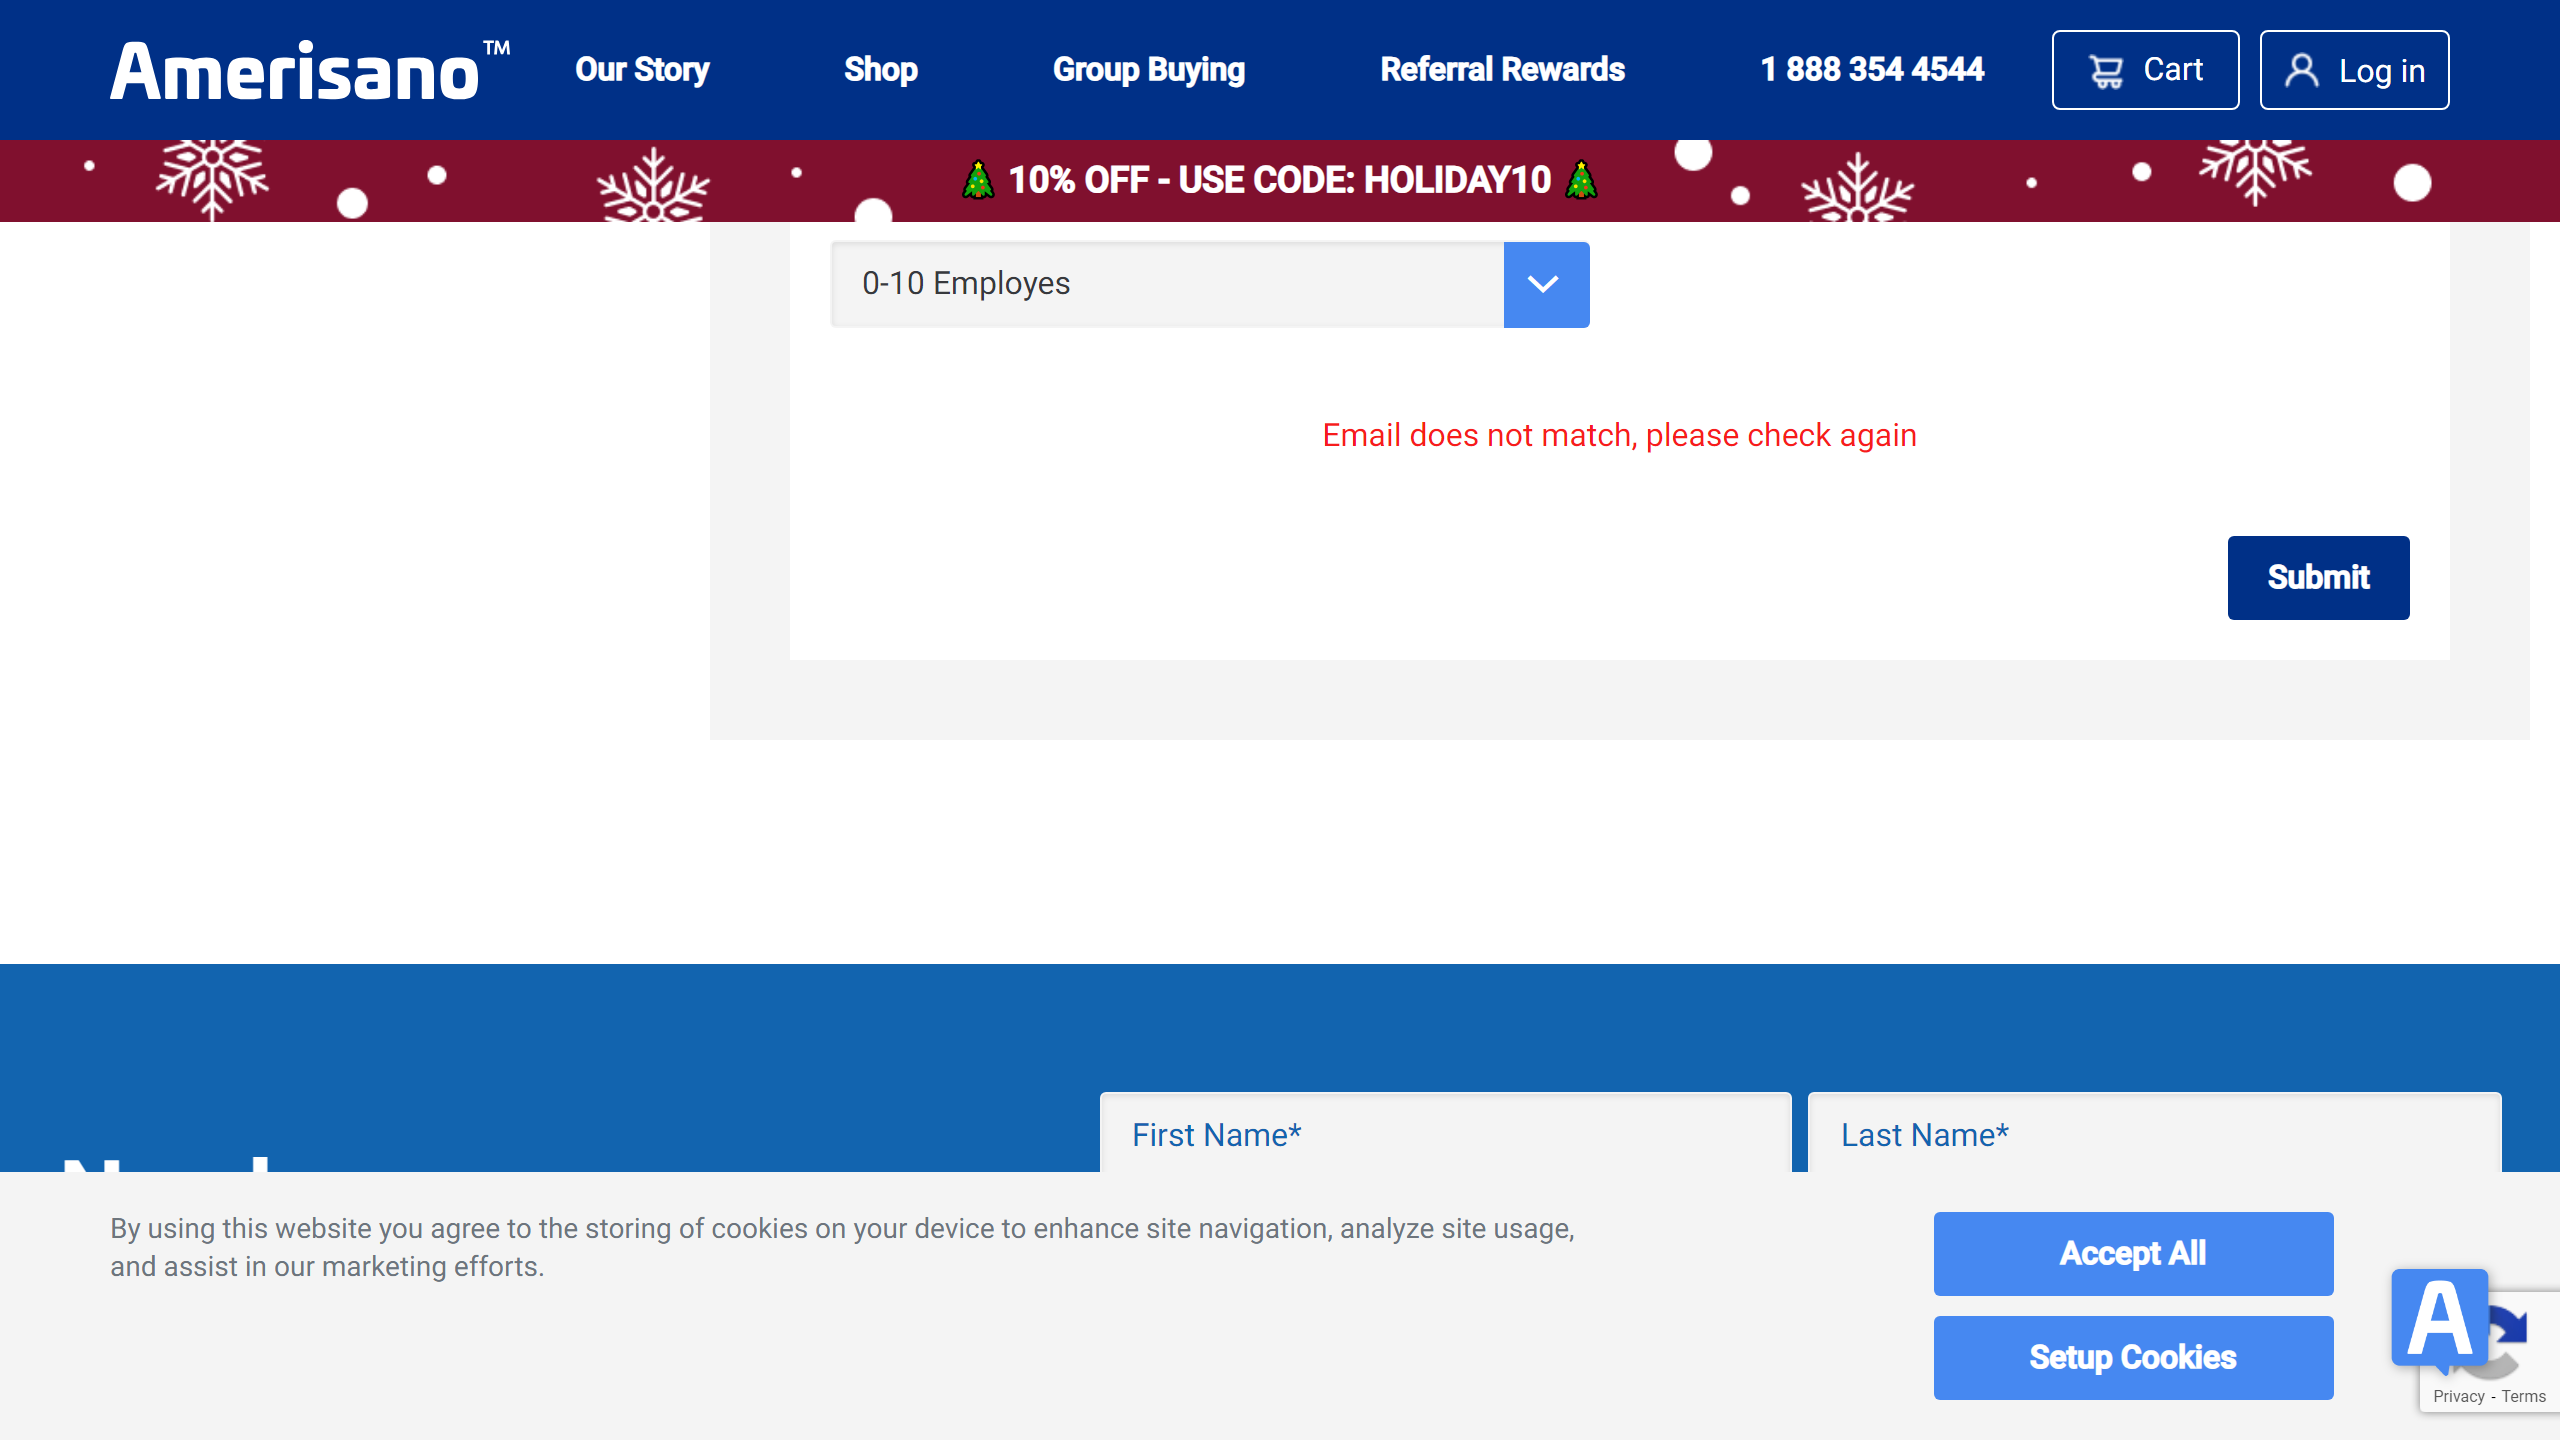 Amerisano™
Our Story
Shop
Group Buying
Referral Rewards
1 888 354 4544
Cart
Log in
10% OFF - USE CODE: HOLIDAY10
0-10 Employes
Email does not match, please check again
Submit
First Name*
Last Name*
By using this website you agree to the storing of cookies on your device to enhance site navigation, analyze site usage,
and assist in our marketing efforts.
Accept All
Setup Cookies
A
Privacy - Terms